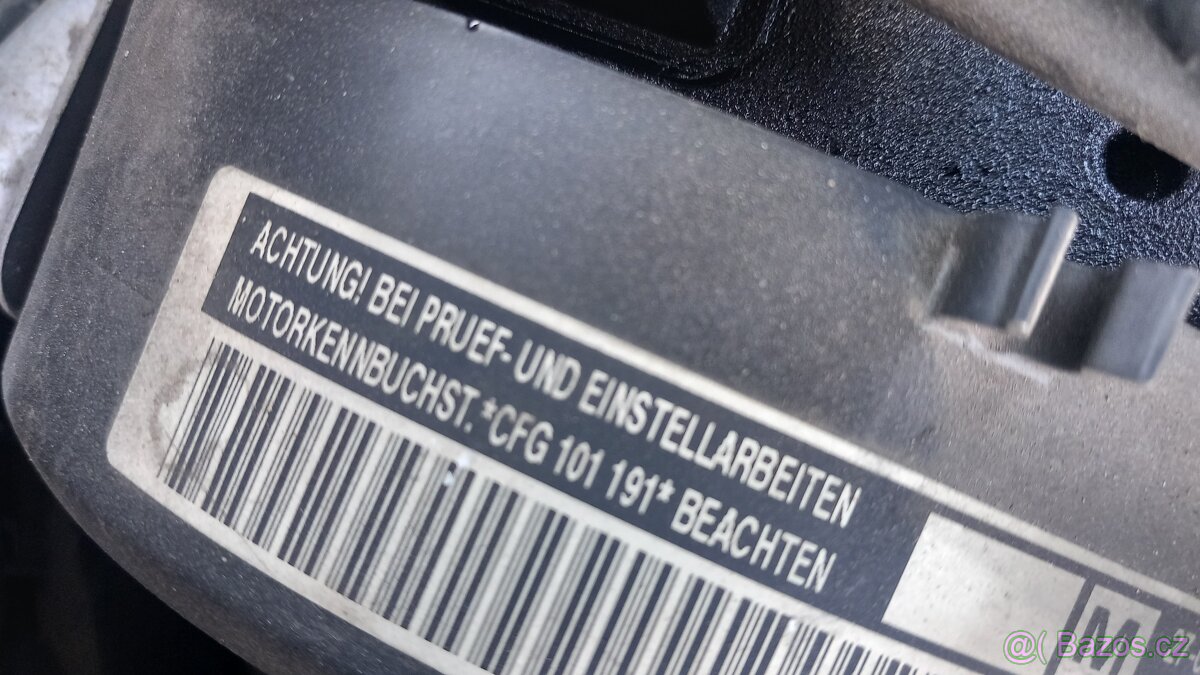 ACHTUNG! BEI PRUEF- UND EINSTELLARBEITEN
MOTORKENNBUCHST. *CFG 101 191* BEACHTEN
M
@( Bazos.cz